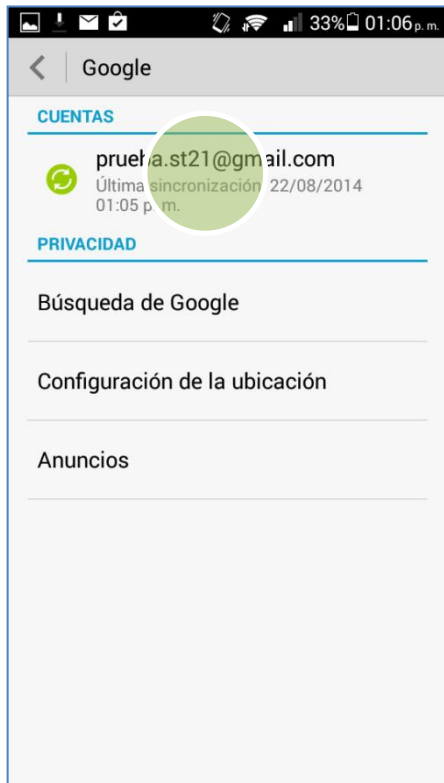 33% 01:06 p. m.
Google
CUENTAS
prueba.st21@gmail.com
Última sincronización 22/08/2014
01:05 p. m.
PRIVACIDAD
Búsqueda de Google
Configuración de la ubicación
Anuncios